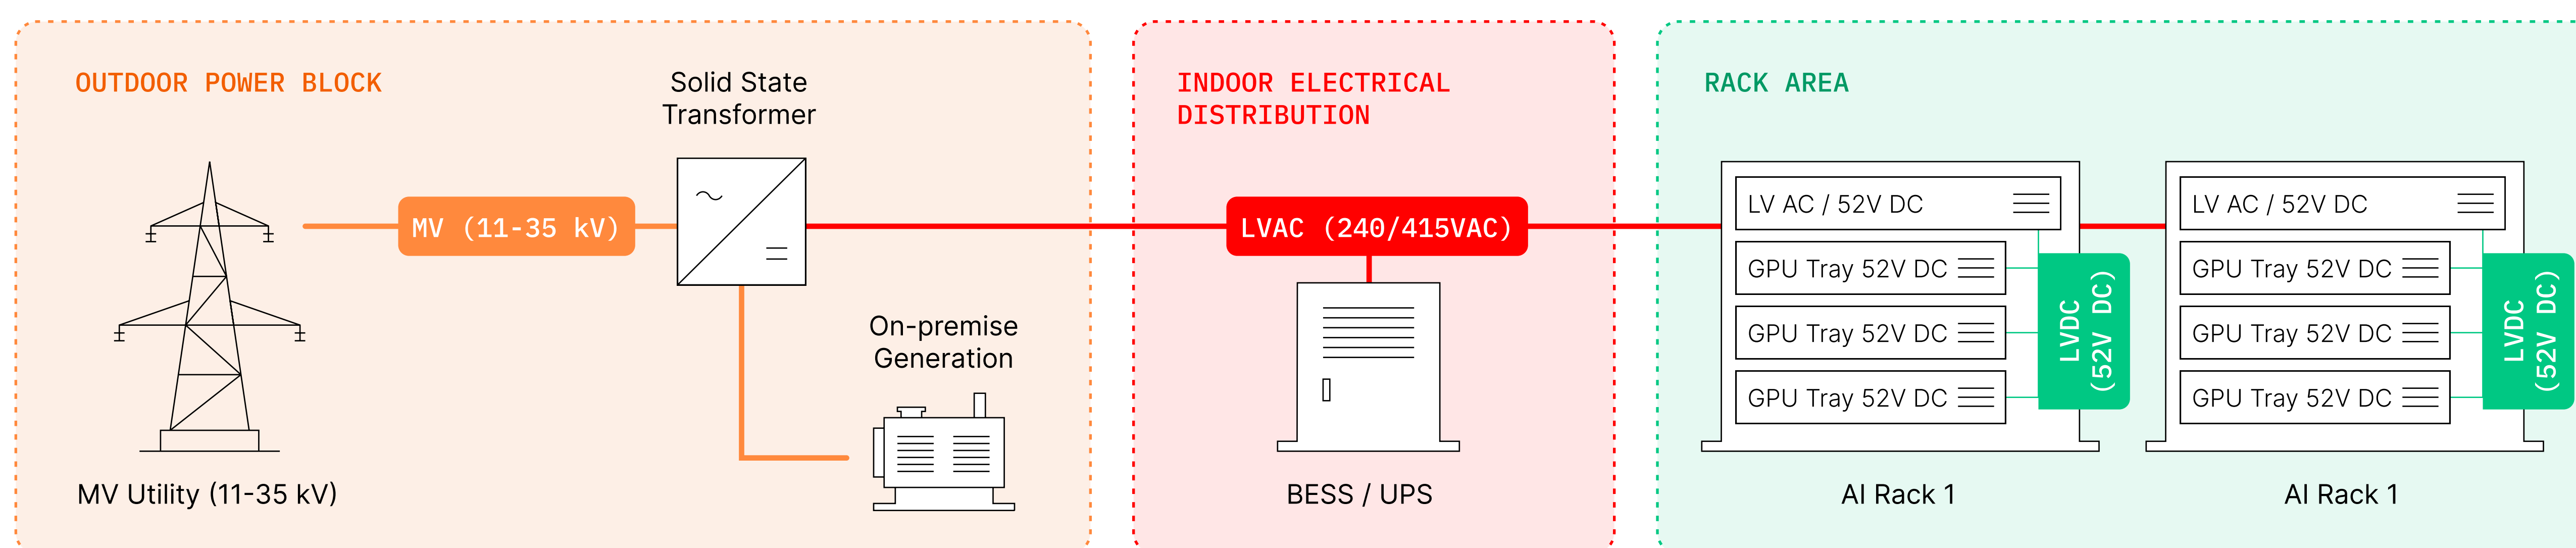 OUTDOOR POWER BLOCK
Solid State
Transformer
MV (11-35 kV)
On-premise
Generation
MV Utility (11-35 kV)
INDOOR ELECTRICAL
DISTRIBUTION
LVAC (240/415VAC)
BESS / UPS
RACK AREA
LV AC / 52V DC
GPU Tray 52V DC
GPU Tray 52V DC
GPU Tray 52V DC
LVDC
(52V DC)
AI Rack 1
LV AC / 52V DC
GPU Tray 52V DC
GPU Tray 52V DC
GPU Tray 52V DC
LVDC
(52V DC)
AI Rack 1